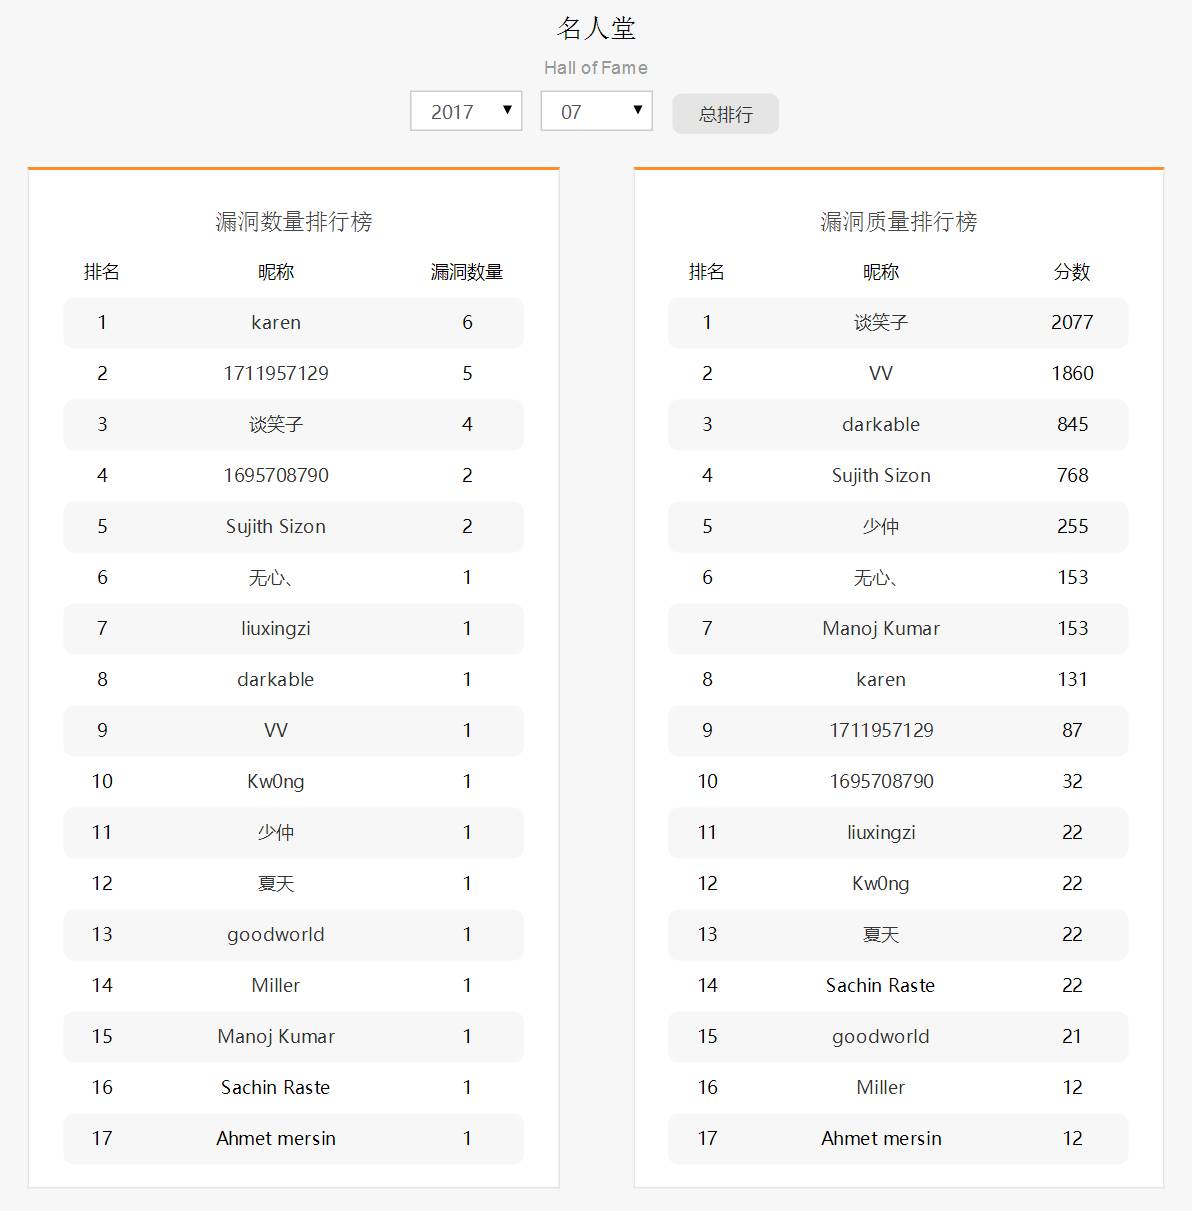 名人堂
Hall of Fame
2017 07 总排行
漏洞数量排行榜
排名 昵称 漏洞数量
1 karen 6
2 1711957129 5
3 谈笑子 4
4 1695708790 2
5 Sujith Sizon 2
6 无心、 1
7 liuxingzi 1
8 darkable 1
9 VV 1
10 Kw0ng 1
11 少仲 1
12 夏天 1
13 goodworld 1
14 Miller 1
15 Manoj Kumar 1
16 Sachin Raste 1
17 Ahmet mersin 1
漏洞质量排行榜
排名 昵称 分数
1 谈笑子 2077
2 VV 1860
3 darkable 845
4 Sujith Sizon 768
5 少仲 255
6 无心、 153
7 Manoj Kumar 153
8 karen 131
9 1711957129 87
10 1695708790 32
11 liuxingzi 22
12 Kw0ng 22
13 夏天 22
14 Sachin Raste 22
15 goodworld 21
16 Miller 12
17 Ahmet mersin 12